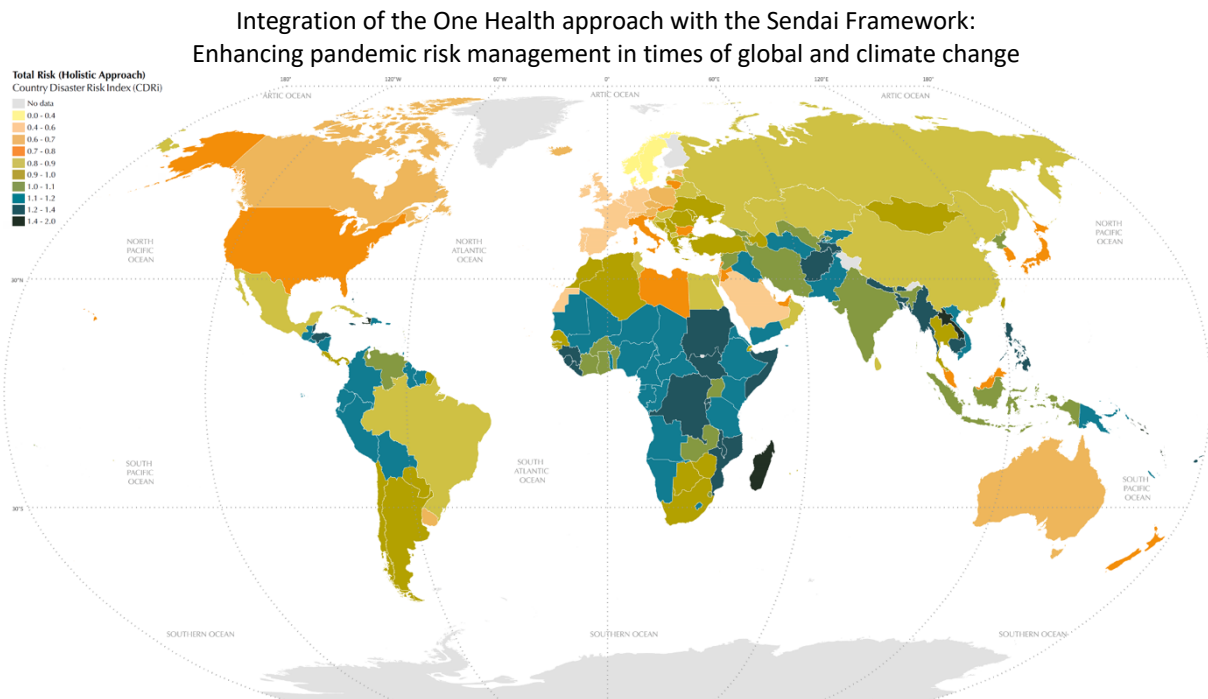 Integration of the One Health approach with the Sendai Framework:
Enhancing pandemic risk management in times of global and climate change
Total Risk (Holistic Approach)
Country Disaster Risk Index (CDRi)
No data
0.0 - 0.4
0.4 - 0.6
0.6 - 0.7
0.7 - 0.8
0.8 - 0.9
0.9 - 1.0
1.0 - 1.1
1.1 - 1.2
1.2 - 1.4
1.4 - 2.0
180°
120°W
60°W
0°
60°E
120°E
180°
ARTIC OCEAN
ARTIC OCEAN
ARTIC OCEAN
NORTH
PACIFIC
OCEAN
NORTH
ATLANTIC
OCEAN
NORTH
PACIFIC
OCEAN
30°N
SOUTH
PACIFIC
OCEAN
SOUTH
ATLANTIC
OCEAN
SOUTH
PACIFIC
OCEAN
30°S
SOUTHERN OCEAN
SOUTHERN OCEAN
SOUTHERN OCEAN